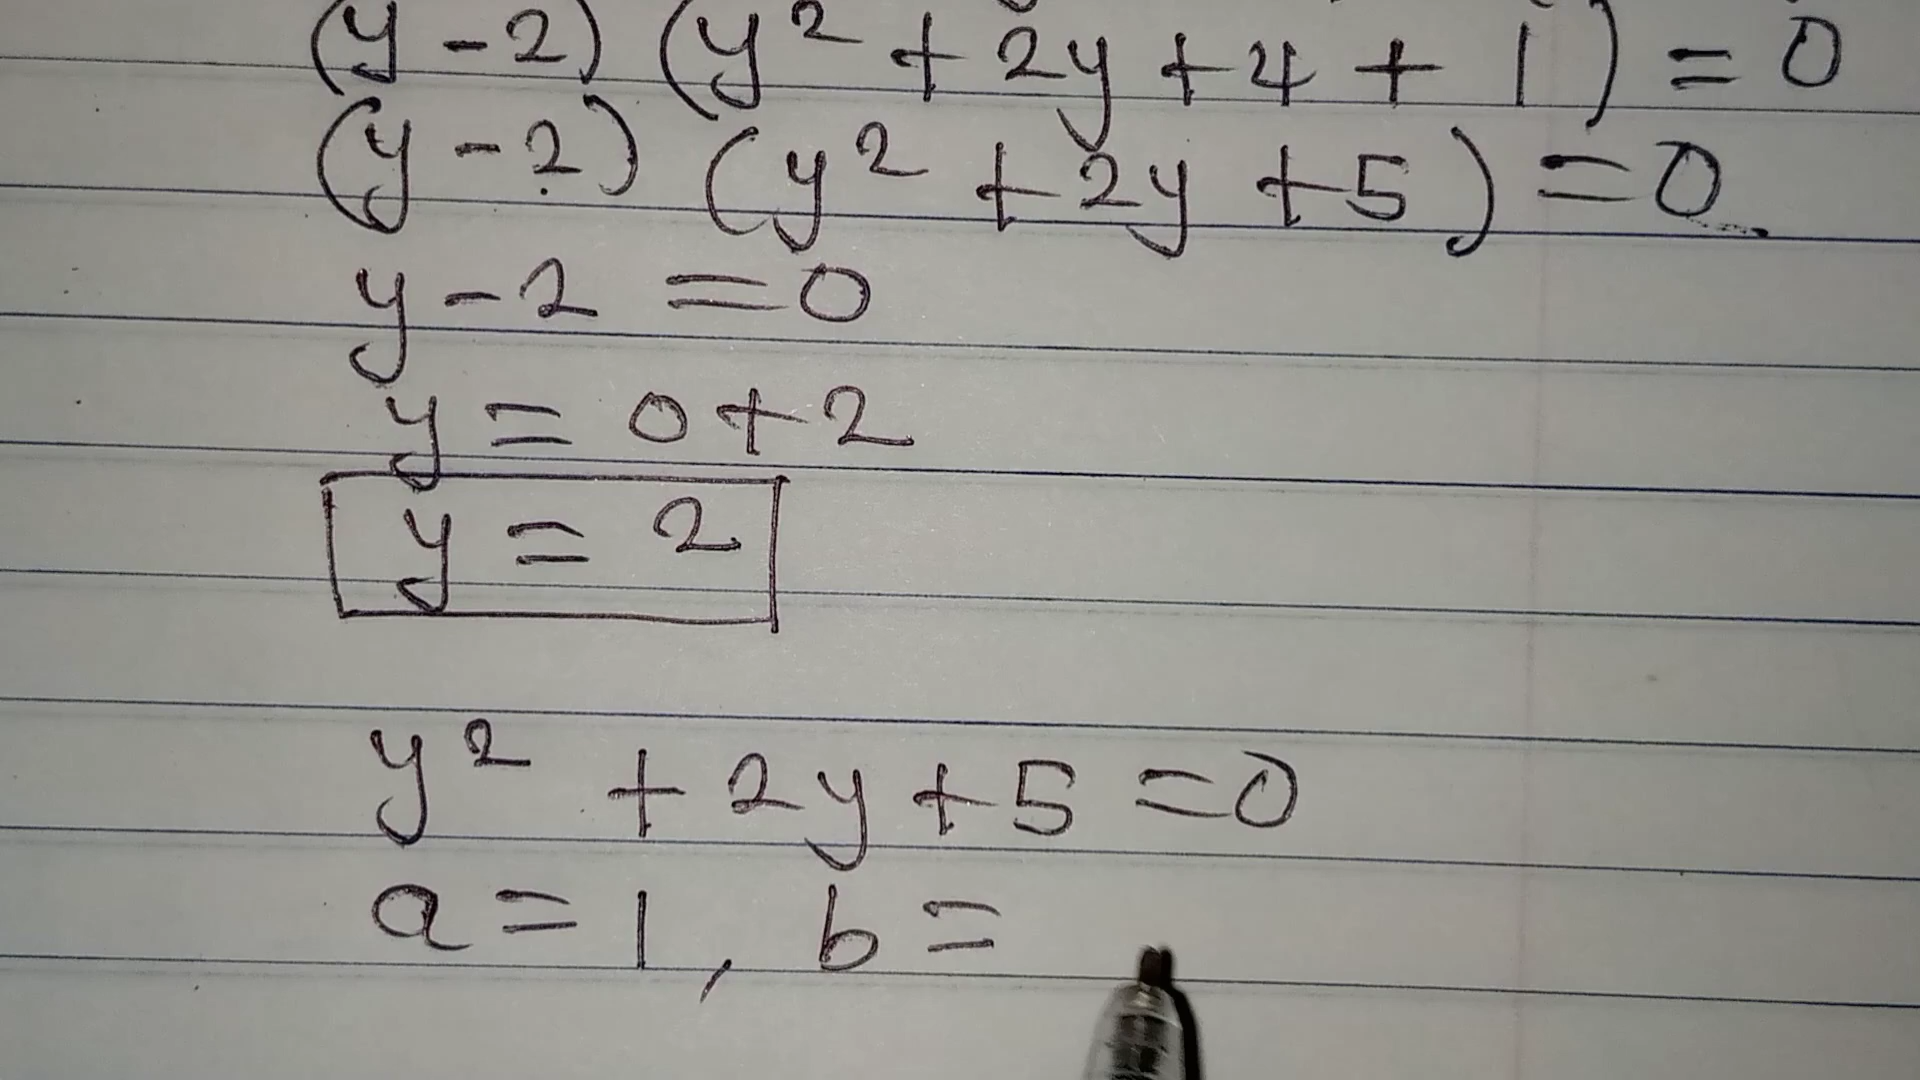 (y - 2) (y² + 2y + 4 + 1) = 0
(y - 2) (y² + 2y + 5) = 0
y - 2 = 0
y = 0 + 2
y = 2
y² + 2y + 5 = 0
a = 1, b =